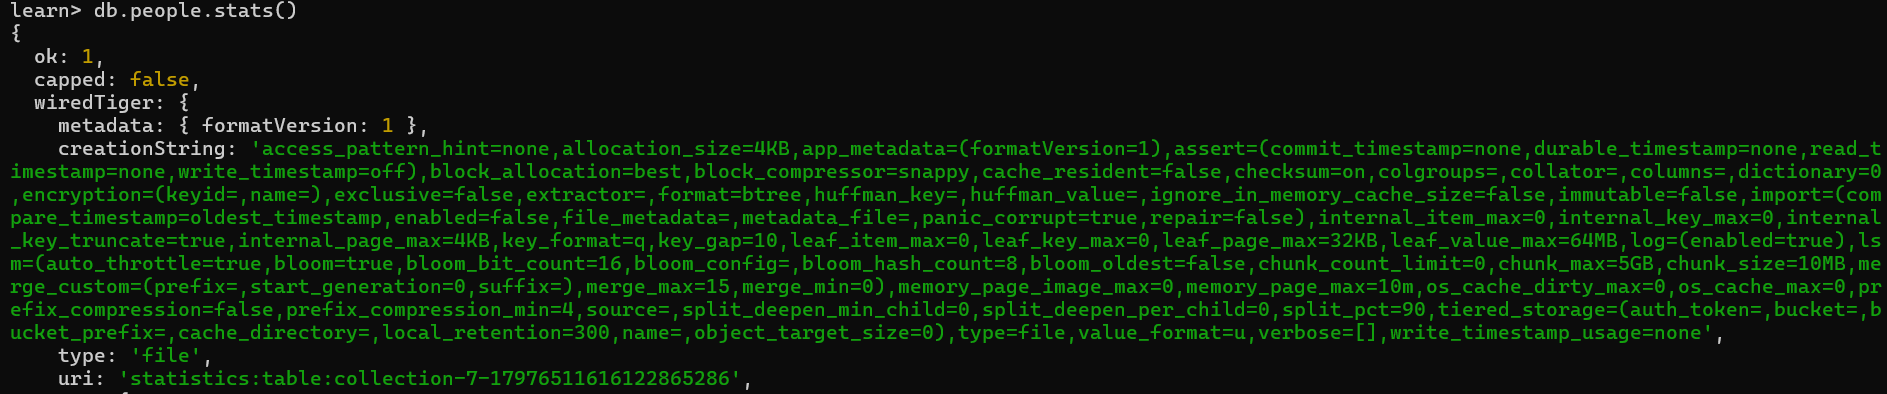 learn> db.people.stats()
{
  ok: 1,
  capped: false,
  wiredTiger: {
    metadata: { formatVersion: 1 },
    creationString: 'access_pattern_hint=none,allocation_size=4KB,app_metadata=(formatVersion=1),assert=(commit_timestamp=none,durable_timestamp=none,read_t
imestamp=none,write_timestamp=off),block_allocation=best,block_compressor=snappy,cache_resident=false,checksum=on,colgroups=,collator=,columns=,dictionary=0
,encryption=(keyid=,name=),exclusive=false,extractor=,format=btree,huffman_key=,huffman_value=,ignore_in_memory_cache_size=false,immutable=false,import=(com
pare_timestamp=oldest_timestamp,enabled=false,file_metadata=,metadata_file=,panic_corrupt=true,repair=false),internal_item_max=0,internal_key_max=0,internal
_key_truncate=true,internal_page_max=4KB,key_format=q,key_gap=10,leaf_item_max=0,leaf_key_max=0,leaf_page_max=32KB,leaf_value_max=64MB,log=(enabled=true),ls
m=(auto_throttle=true,bloom=true,bloom_bit_count=16,bloom_config=,bloom_hash_count=8,bloom_oldest=false,chunk_count_limit=0,chunk_max=5GB,chunk_size=10MB,me
rge_custom=(prefix=,start_generation=0,suffix=),merge_max=15,merge_min=0),memory_page_image_max=0,memory_page_max=10m,os_cache_dirty_max=0,os_cache_max=0,pr
efix_compression=false,prefix_compression_min=4,source=,split_deepen_min_child=0,split_deepen_per_child=0,split_pct=90,tiered_storage=(auth_token=,bucket=,b
ucket_prefix=,cache_directory=,local_retention=300,name=,object_target_size=0),type=file,value_format=u,verbose=[],write_timestamp_usage=none',
    type: 'file',
    uri: 'statistics:table:collection-7-17976511616122865286',